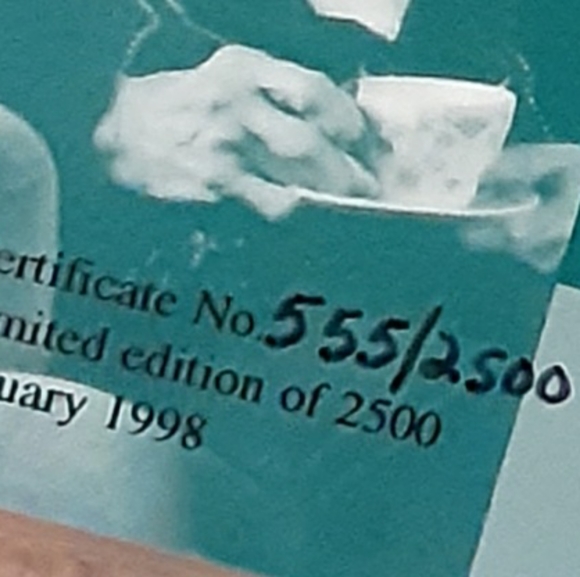 ertificate No. 555/2500
mited edition of 2500
uary 1998